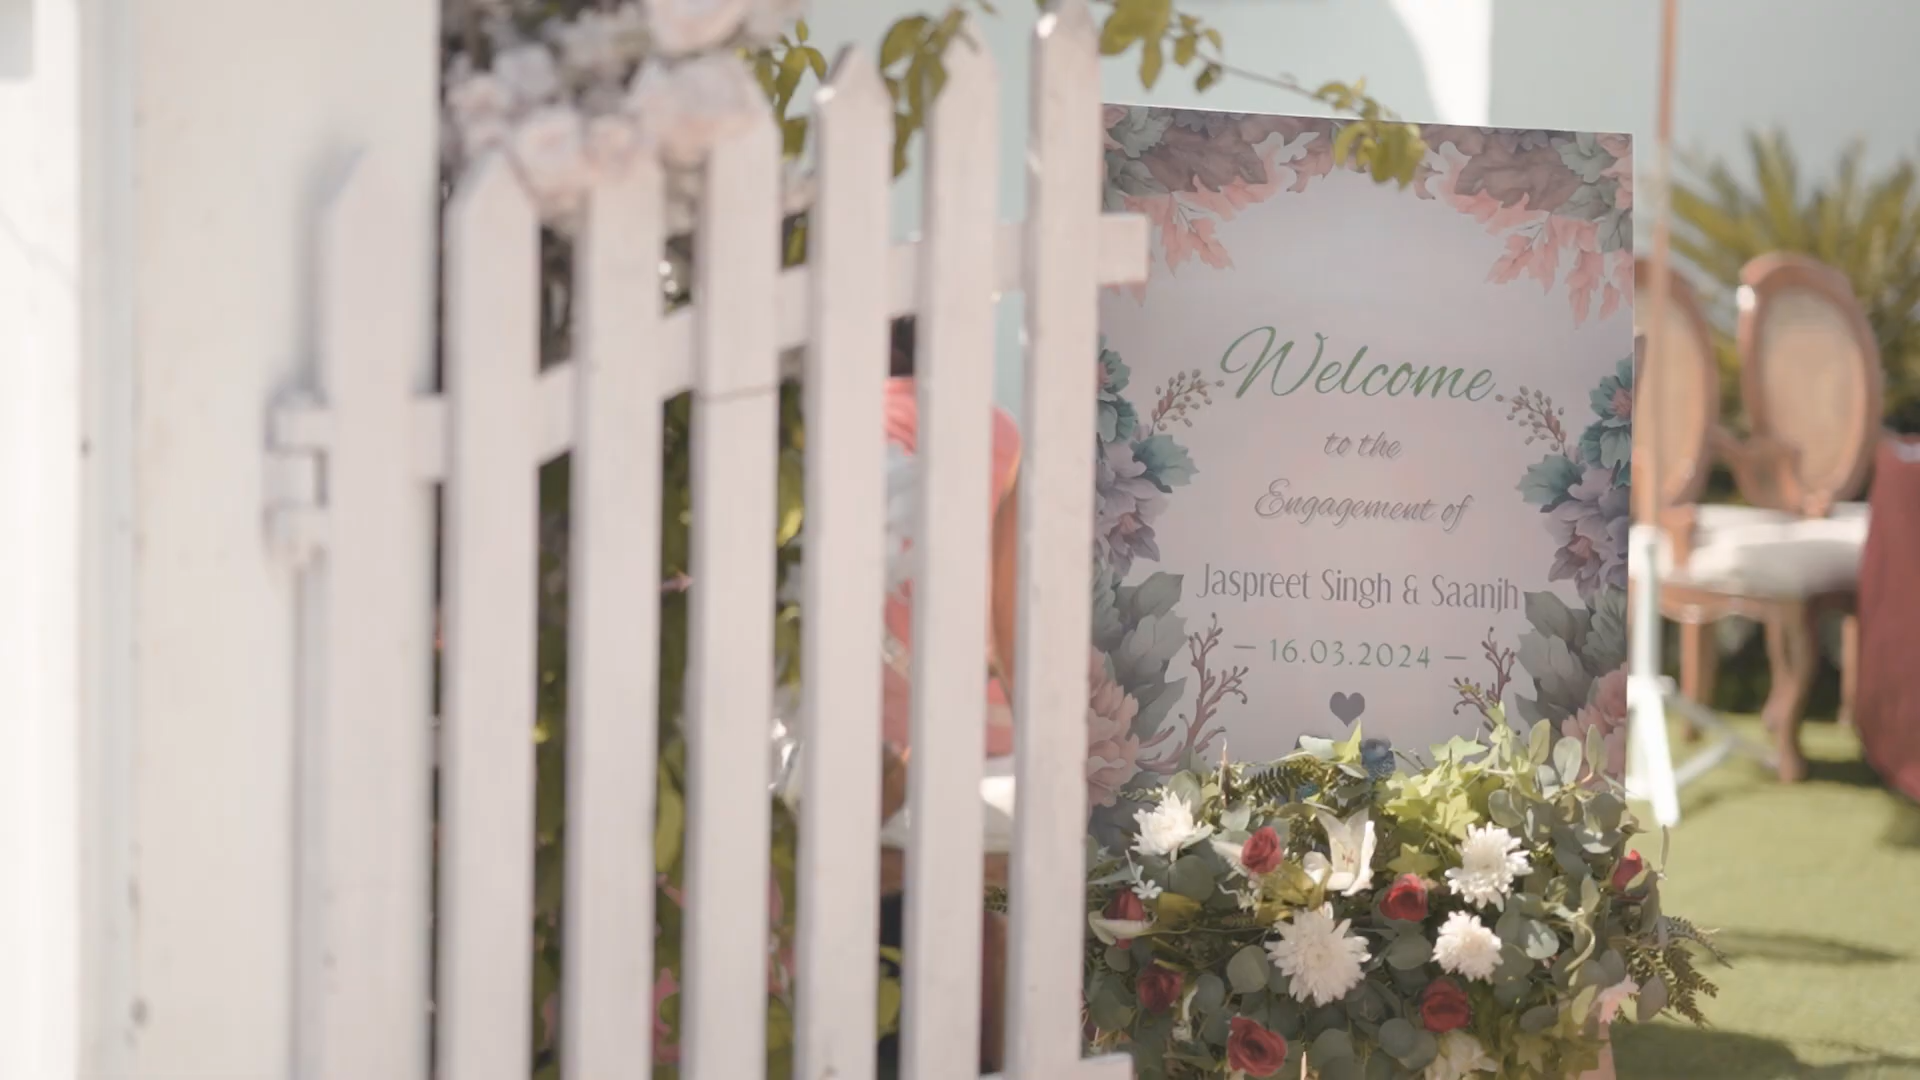 Welcome
to the
Engagement of
Jaspreet Singh & Saanjh
— 16.03.2024 —